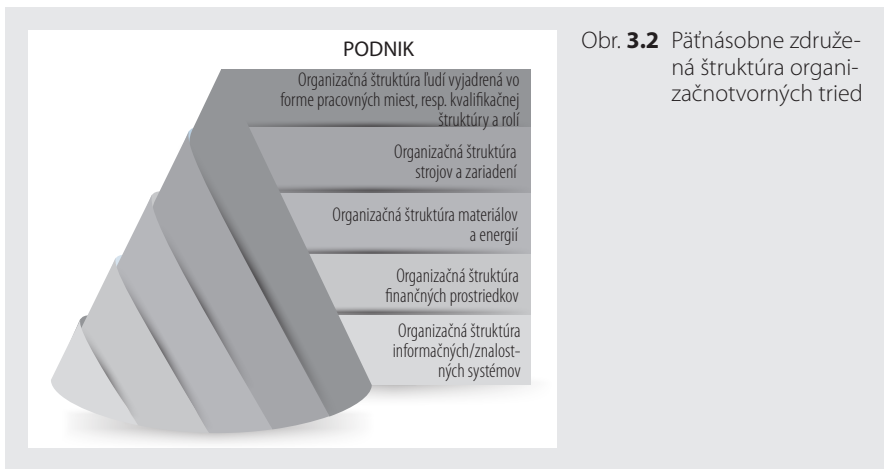 PODNIK
Organizačná štruktúra ľudí vyjadrená vo
forme pracovných miest, resp. kvalifikačnej
štruktúry a rolí
Organizačná štruktúra
strojov a zariadení
Organizačná štruktúra materiálov
a energií
Organizačná štruktúra
finančných prostriedkov
Organizačná štruktúra
informačných/znalost-
ných systémov
Obr. 3.2 Päťnásobne združe-
ná štruktúra organi-
začnotvorných tried